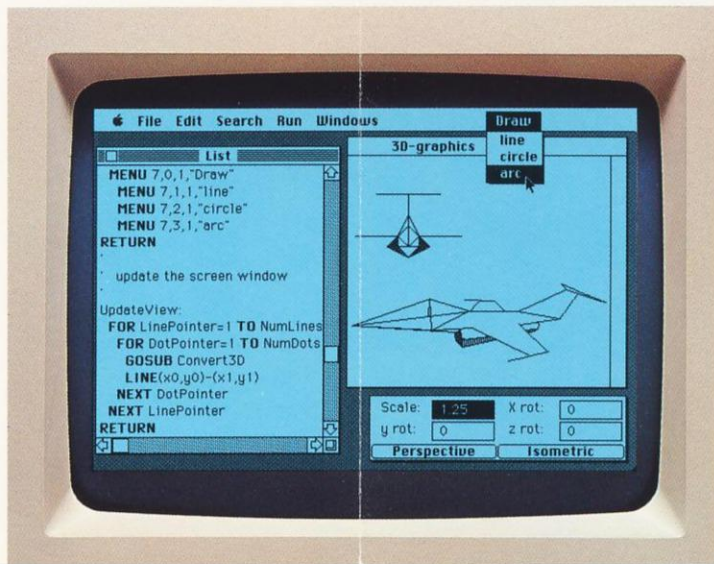 File Edit Search Run Windows Draw
List
MENU 7,0,1,"Draw"
MENU 7,1,1,"line"
MENU 7,2,1,"circle"
MENU 7,3,1,"arc"
RETURN
'
' update the screen window
'
UpdateView:
FOR LinePointer=1 TO NumLines
FOR DotPointer=1 TO NumDots
GOSUB Convert3D
LINE(x0,y0)-(x1,y1)
NEXT DotPointer
NEXT LinePointer
RETURN
3D-graphics
line
circle
arc
Scale: 1.25 X rot: 0
y rot: 0 z rot: 0
Perspective Isometric